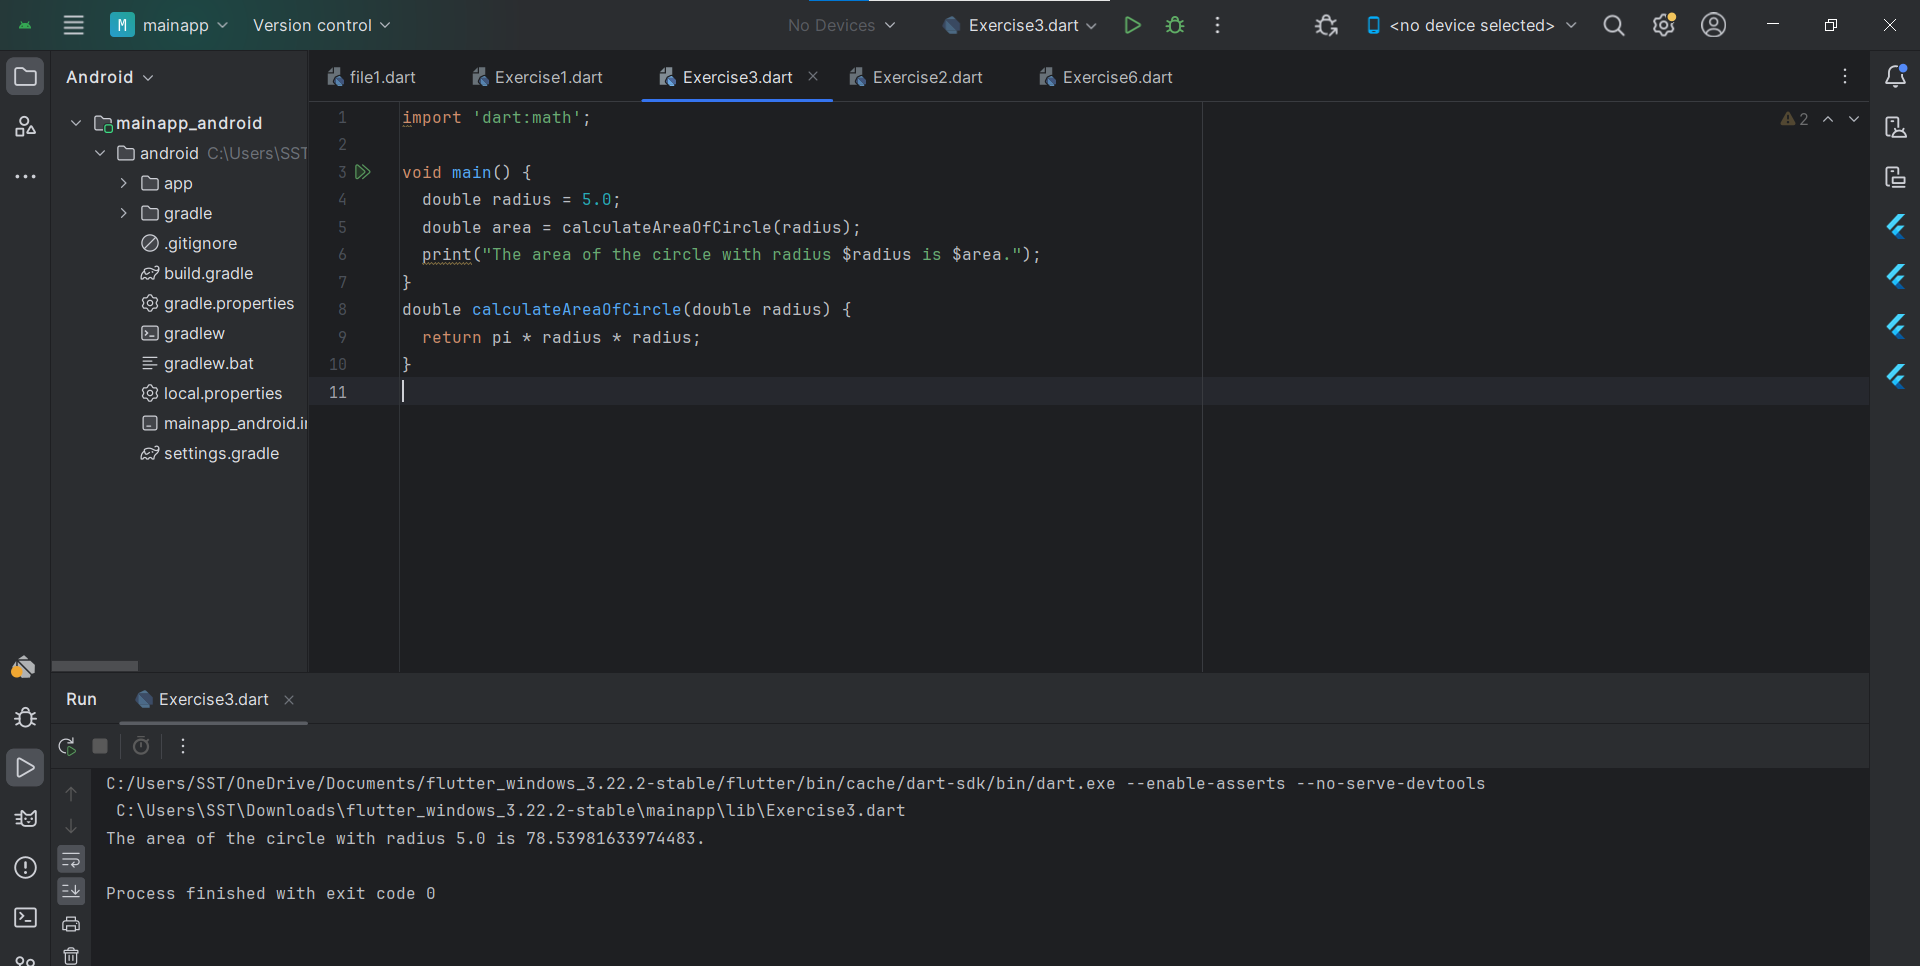 M mainapp Version control No Devices Exercise3.dart <no device selected>
Android
file1.dart Exercise1.dart Exercise3.dart Exercise2.dart Exercise6.dart
mainapp_android
android C:\Users\SST
app
gradle
.gitignore
build.gradle
gradle.properties
gradlew
gradlew.bat
local.properties
mainapp_android.i
settings.gradle
2
1 import 'dart:math';
2
3 void main() {
4 double radius = 5.0;
5 double area = calculateAreaOfCircle(radius);
6 print("The area of the circle with radius $radius is $area.");
7 }
8 double calculateAreaOfCircle(double radius) {
9 return pi * radius * radius;
10 }
11
Run Exercise3.dart
C:/Users/SST/OneDrive/Documents/flutter_windows_3.22.2-stable/flutter/bin/cache/dart-sdk/bin/dart.exe --enable-asserts --no-serve-devtools
C:\Users\SST\Downloads\flutter_windows_3.22.2-stable\mainapp\lib\Exercise3.dart
The area of the circle with radius 5.0 is 78.53981633974483.
Process finished with exit code 0